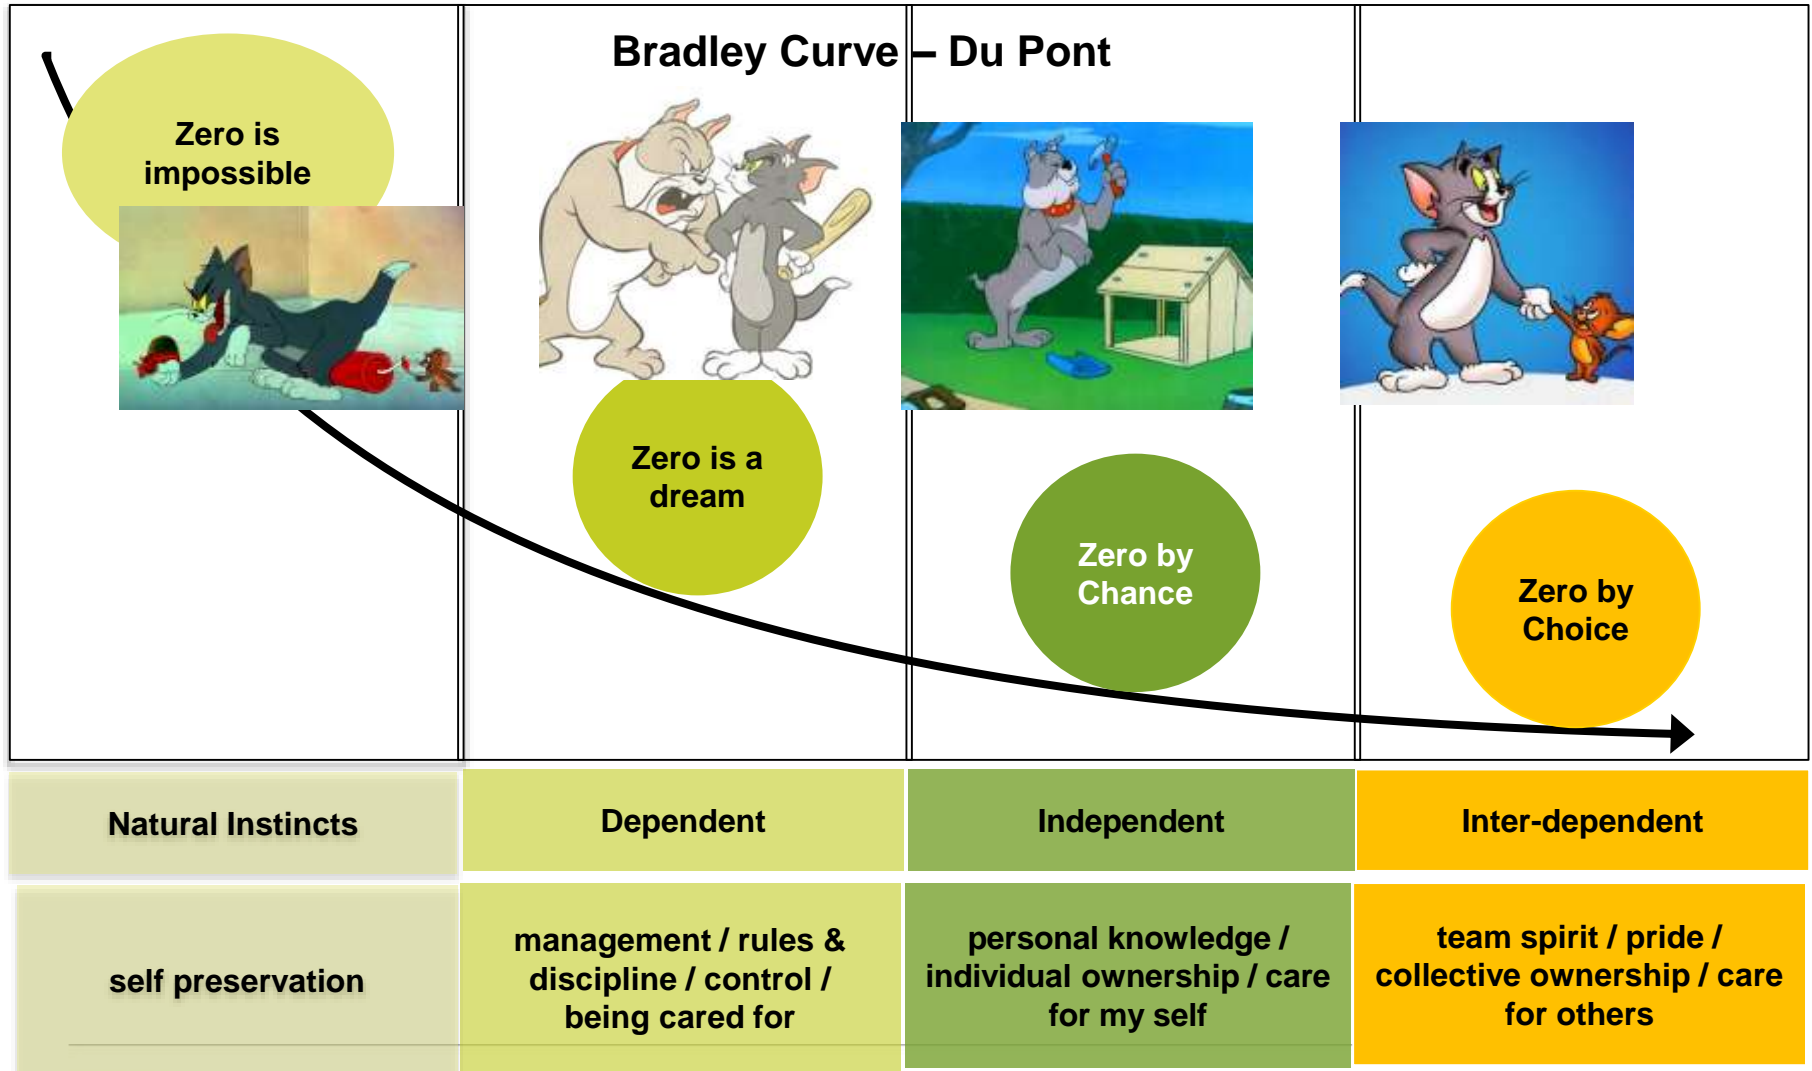 Bradley Curve – Du Pont
Zero is
impossible
Zero is a
dream
Zero by
Chance
Zero by
Choice
Natural Instincts
Dependent
Independent
Inter-dependent
self preservation
management / rules &
discipline / control /
being cared for
personal knowledge /
individual ownership / care
for my self
team spirit / pride /
collective ownership / care
for others